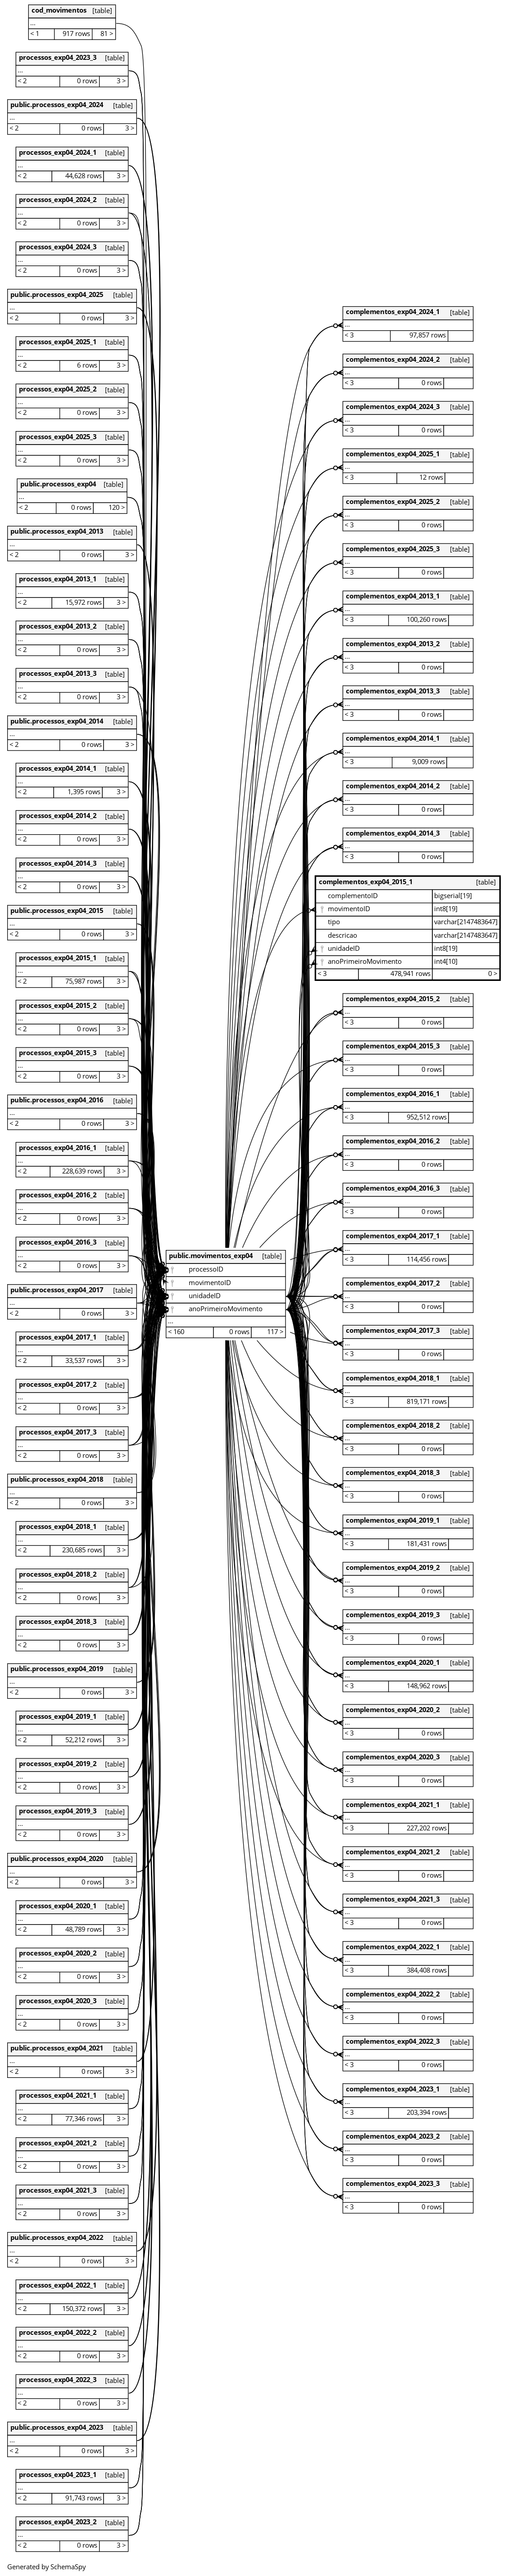 cod_movimentos [table]
...
< 1 917 rows 81 >
processos_exp04_2023_3 [table]
...
< 2 0 rows 3 >
public.processos_exp04_2024 [table]
...
< 2 0 rows 3 >
processos_exp04_2024_1 [table]
...
< 2 44,628 rows 3 >
processos_exp04_2024_2 [table]
...
< 2 0 rows 3 >
processos_exp04_2024_3 [table]
...
< 2 0 rows 3 >
public.processos_exp04_2025 [table]
...
< 2 0 rows 3 >
processos_exp04_2025_1 [table]
...
< 2 6 rows 3 >
processos_exp04_2025_2 [table]
...
< 2 0 rows 3 >
processos_exp04_2025_3 [table]
...
< 2 0 rows 3 >
public.processos_exp04 [table]
...
< 2 0 rows 120 >
public.processos_exp04_2013 [table]
...
< 2 0 rows 3 >
processos_exp04_2013_1 [table]
...
< 2 15,972 rows 3 >
processos_exp04_2013_2 [table]
...
< 2 0 rows 3 >
processos_exp04_2013_3 [table]
...
< 2 0 rows 3 >
public.processos_exp04_2014 [table]
...
< 2 0 rows 3 >
processos_exp04_2014_1 [table]
...
< 2 1,395 rows 3 >
processos_exp04_2014_2 [table]
...
< 2 0 rows 3 >
processos_exp04_2014_3 [table]
...
< 2 0 rows 3 >
public.processos_exp04_2015 [table]
...
< 2 0 rows 3 >
processos_exp04_2015_1 [table]
...
< 2 75,987 rows 3 >
processos_exp04_2015_2 [table]
...
< 2 0 rows 3 >
processos_exp04_2015_3 [table]
...
< 2 0 rows 3 >
public.processos_exp04_2016 [table]
...
< 2 0 rows 3 >
processos_exp04_2016_1 [table]
...
< 2 228,639 rows 3 >
processos_exp04_2016_2 [table]
...
< 2 0 rows 3 >
processos_exp04_2016_3 [table]
...
< 2 0 rows 3 >
public.processos_exp04_2017 [table]
...
< 2 0 rows 3 >
processos_exp04_2017_1 [table]
...
< 2 33,537 rows 3 >
processos_exp04_2017_2 [table]
...
< 2 0 rows 3 >
processos_exp04_2017_3 [table]
...
< 2 0 rows 3 >
public.processos_exp04_2018 [table]
...
< 2 0 rows 3 >
processos_exp04_2018_1 [table]
...
< 2 230,685 rows 3 >
processos_exp04_2018_2 [table]
...
< 2 0 rows 3 >
processos_exp04_2018_3 [table]
...
< 2 0 rows 3 >
public.processos_exp04_2019 [table]
...
< 2 0 rows 3 >
processos_exp04_2019_1 [table]
...
< 2 52,212 rows 3 >
processos_exp04_2019_2 [table]
...
< 2 0 rows 3 >
processos_exp04_2019_3 [table]
...
< 2 0 rows 3 >
public.processos_exp04_2020 [table]
...
< 2 0 rows 3 >
processos_exp04_2020_1 [table]
...
< 2 48,789 rows 3 >
processos_exp04_2020_2 [table]
...
< 2 0 rows 3 >
processos_exp04_2020_3 [table]
...
< 2 0 rows 3 >
public.processos_exp04_2021 [table]
...
< 2 0 rows 3 >
processos_exp04_2021_1 [table]
...
< 2 77,346 rows 3 >
processos_exp04_2021_2 [table]
...
< 2 0 rows 3 >
processos_exp04_2021_3 [table]
...
< 2 0 rows 3 >
public.processos_exp04_2022 [table]
...
< 2 0 rows 3 >
processos_exp04_2022_1 [table]
...
< 2 150,372 rows 3 >
processos_exp04_2022_2 [table]
...
< 2 0 rows 3 >
processos_exp04_2022_3 [table]
...
< 2 0 rows 3 >
public.processos_exp04_2023 [table]
...
< 2 0 rows 3 >
processos_exp04_2023_1 [table]
...
< 2 91,743 rows 3 >
processos_exp04_2023_2 [table]
...
< 2 0 rows 3 >
public.movimentos_exp04 [table]
processoID
movimentoID
unidadeID
anoPrimeiroMovimento
...
< 160 0 rows 117 >
complementos_exp04_2024_1 [table]
...
< 3 97,857 rows
complementos_exp04_2024_2 [table]
...
< 3 0 rows
complementos_exp04_2024_3 [table]
...
< 3 0 rows
complementos_exp04_2025_1 [table]
...
< 3 12 rows
complementos_exp04_2025_2 [table]
...
< 3 0 rows
complementos_exp04_2025_3 [table]
...
< 3 0 rows
complementos_exp04_2013_1 [table]
...
< 3 100,260 rows
complementos_exp04_2013_2 [table]
...
< 3 0 rows
complementos_exp04_2013_3 [table]
...
< 3 0 rows
complementos_exp04_2014_1 [table]
...
< 3 9,009 rows
complementos_exp04_2014_2 [table]
...
< 3 0 rows
complementos_exp04_2014_3 [table]
...
< 3 0 rows
complementos_exp04_2015_1 [table]
complementoID bigserial[19]
movimentoID int8[19]
tipo varchar[2147483647]
descricao varchar[2147483647]
unidadeID int8[19]
anoPrimeiroMovimento int4[10]
< 3 478,941 rows 0 >
complementos_exp04_2015_2 [table]
...
< 3 0 rows
complementos_exp04_2015_3 [table]
...
< 3 0 rows
complementos_exp04_2016_1 [table]
...
< 3 952,512 rows
complementos_exp04_2016_2 [table]
...
< 3 0 rows
complementos_exp04_2016_3 [table]
...
< 3 0 rows
complementos_exp04_2017_1 [table]
...
< 3 114,456 rows
complementos_exp04_2017_2 [table]
...
< 3 0 rows
complementos_exp04_2017_3 [table]
...
< 3 0 rows
complementos_exp04_2018_1 [table]
...
< 3 819,171 rows
complementos_exp04_2018_2 [table]
...
< 3 0 rows
complementos_exp04_2018_3 [table]
...
< 3 0 rows
complementos_exp04_2019_1 [table]
...
< 3 181,431 rows
complementos_exp04_2019_2 [table]
...
< 3 0 rows
complementos_exp04_2019_3 [table]
...
< 3 0 rows
complementos_exp04_2020_1 [table]
...
< 3 148,962 rows
complementos_exp04_2020_2 [table]
...
< 3 0 rows
complementos_exp04_2020_3 [table]
...
< 3 0 rows
complementos_exp04_2021_1 [table]
...
< 3 227,202 rows
complementos_exp04_2021_2 [table]
...
< 3 0 rows
complementos_exp04_2021_3 [table]
...
< 3 0 rows
complementos_exp04_2022_1 [table]
...
< 3 384,408 rows
complementos_exp04_2022_2 [table]
...
< 3 0 rows
complementos_exp04_2022_3 [table]
...
< 3 0 rows
complementos_exp04_2023_1 [table]
...
< 3 203,394 rows
complementos_exp04_2023_2 [table]
...
< 3 0 rows
complementos_exp04_2023_3 [table]
...
< 3 0 rows
Generated by SchemaSpy